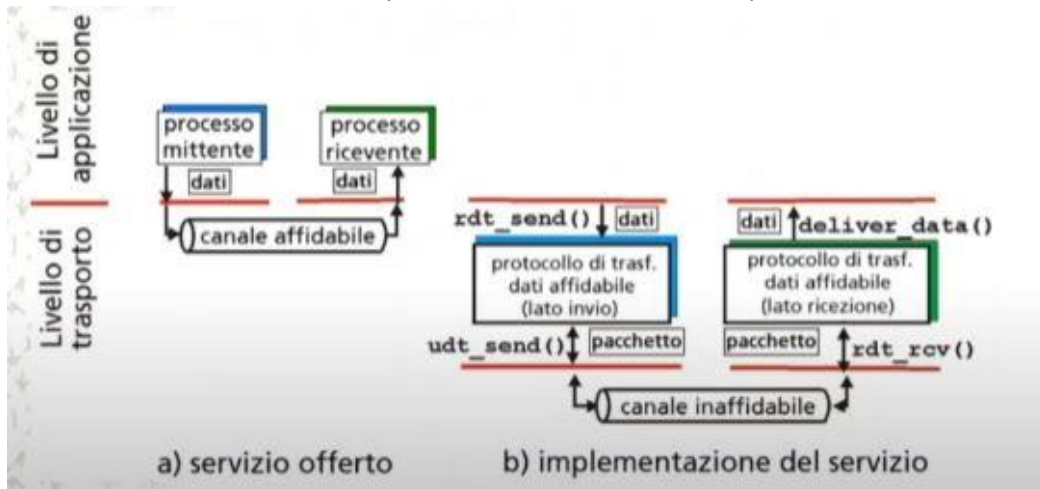 Livello di
applicazione
Livello di
trasporto
processo
mittente
processo
ricevente
dati
dati
canale affidabile
a) servizio offerto
rdt_send()
dati
dati
deliver_data()
protocollo di trasf.
dati affidabile
(lato invio)
protocollo di trasf.
dati affidabile
(lato ricezione)
udt_send()
pacchetto
pacchetto
rdt_rcv()
canale inaffidabile
b) implementazione del servizio